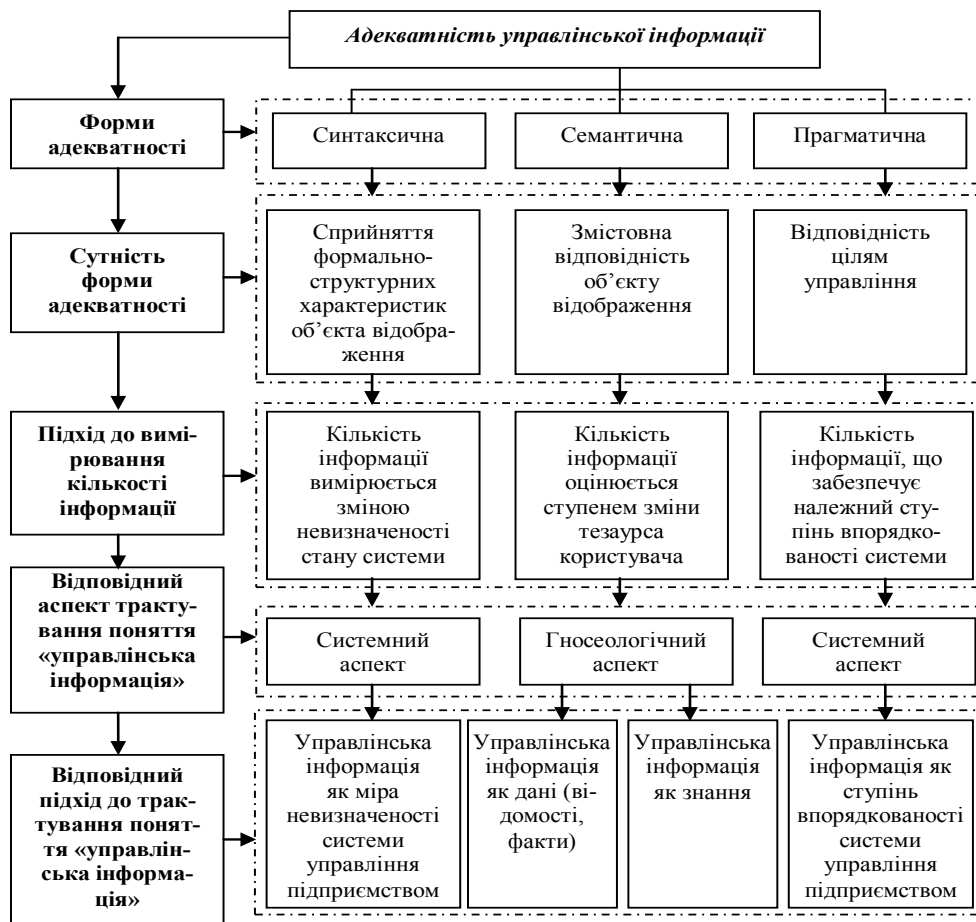 Адекватність управлінської інформації
Форми
адекватності
Синтаксична
Семантична
Прагматична
Сутність
форми
адекватності
Сприйняття
формально-
структурних
характеристик
об’єкта відобра-
ження
Змістовна
відповідність
об’єкту
відображення
Відповідність
цілям
управління
Підхід до вимі-
рювання
кількості
інформації
Кількість
інформації
вимірюється
зміною
невизначеності
стану системи
Кількість
інформації
оцінюється
ступенем зміни
тезаурса
користувача
Кількість
інформації, що
забезпечує
належний сту-
пінь впорядко-
ваності системи
Відповідний
аспект тракту-
вання поняття
«управлінська
інформація»
Системний
аспект
Гносеологічний
аспект
Системний
аспект
Відповідний
підхід до трак-
тування понят-
тя «управлін-
ська інформа-
ція»
Управлінська
інформація
як міра
невизначеності
системи
управління
підприємством
Управлінська
інформація
як дані (ві-
домості,
факти)
Управлінська
інформація
як знання
Управлінська
інформація як
ступінь
впорядкованості
системи
управління
підприємством